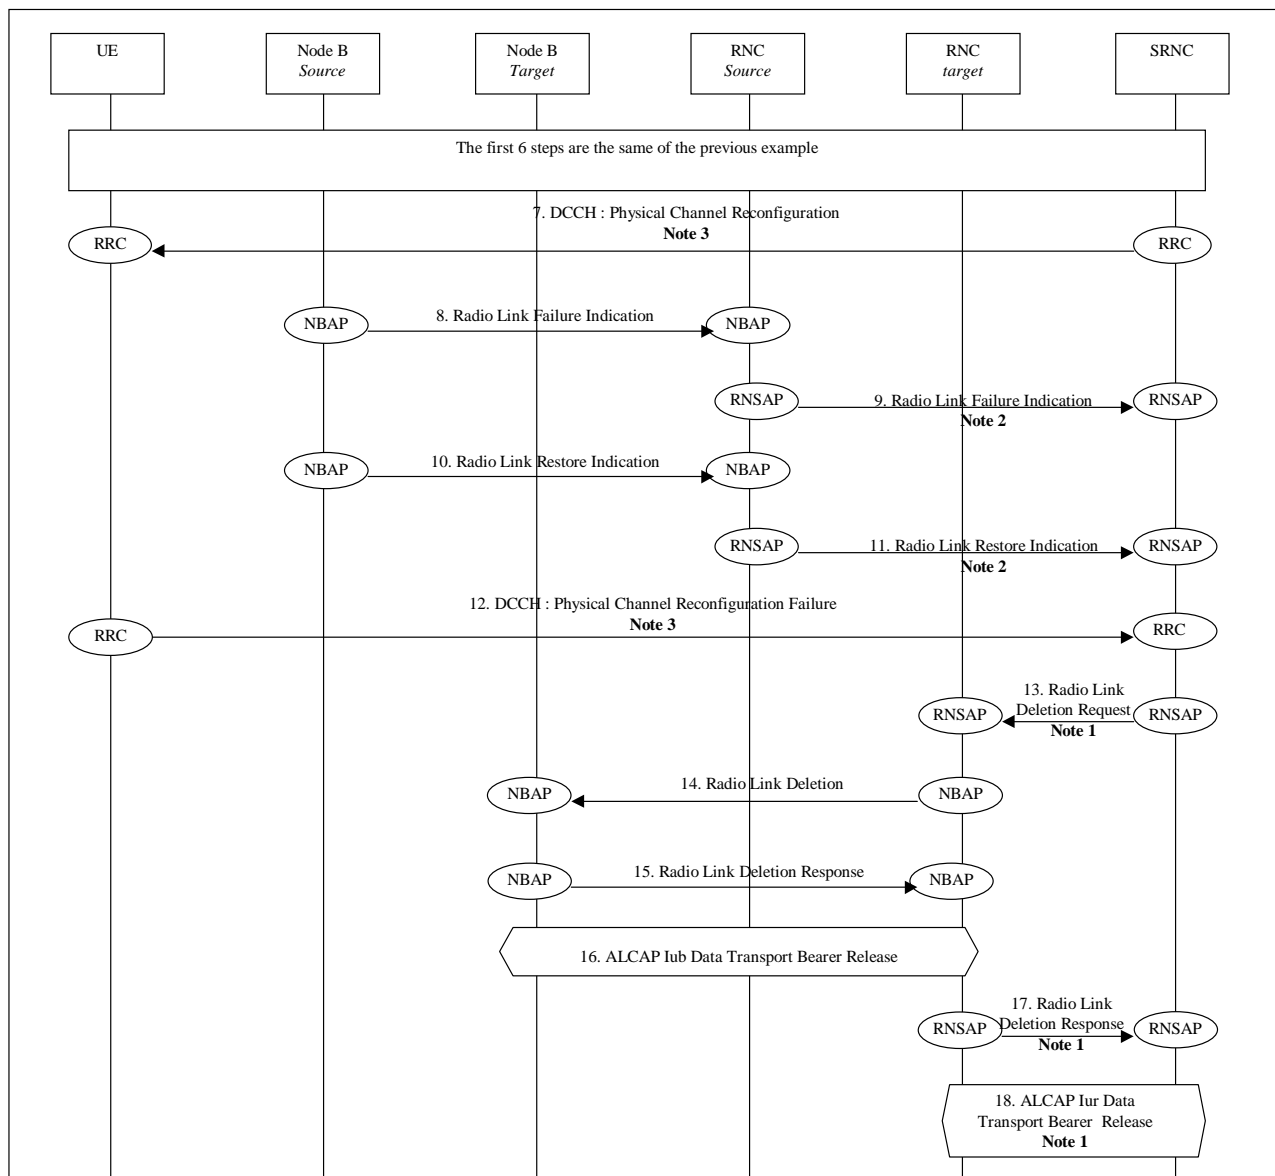 UE
Node B
Source
Node B
Target
RNC
Source
RNC
target
SRNC
The first 6 steps are the same of the previous example
7. DCCH : Physical Channel Reconfiguration
Note 3
RRC
RRC
NBAP
8. Radio Link Failure Indication
NBAP
RNSAP
9. Radio Link Failure Indication
Note 2
RNSAP
NBAP
10. Radio Link Restore Indication
NBAP
RNSAP
11. Radio Link Restore Indication
Note 2
RNSAP
12. DCCH : Physical Channel Reconfiguration Failure
Note 3
RRC
RRC
13. Radio Link
Deletion Request
Note 1
RNSAP
RNSAP
NBAP
14. Radio Link Deletion
NBAP
NBAP
15. Radio Link Deletion Response
NBAP
16. ALCAP Iub Data Transport Bearer Release
RNSAP
17. Radio Link
Deletion Response
Note 1
RNSAP
18. ALCAP Iur Data
Transport Bearer Release
Note 1